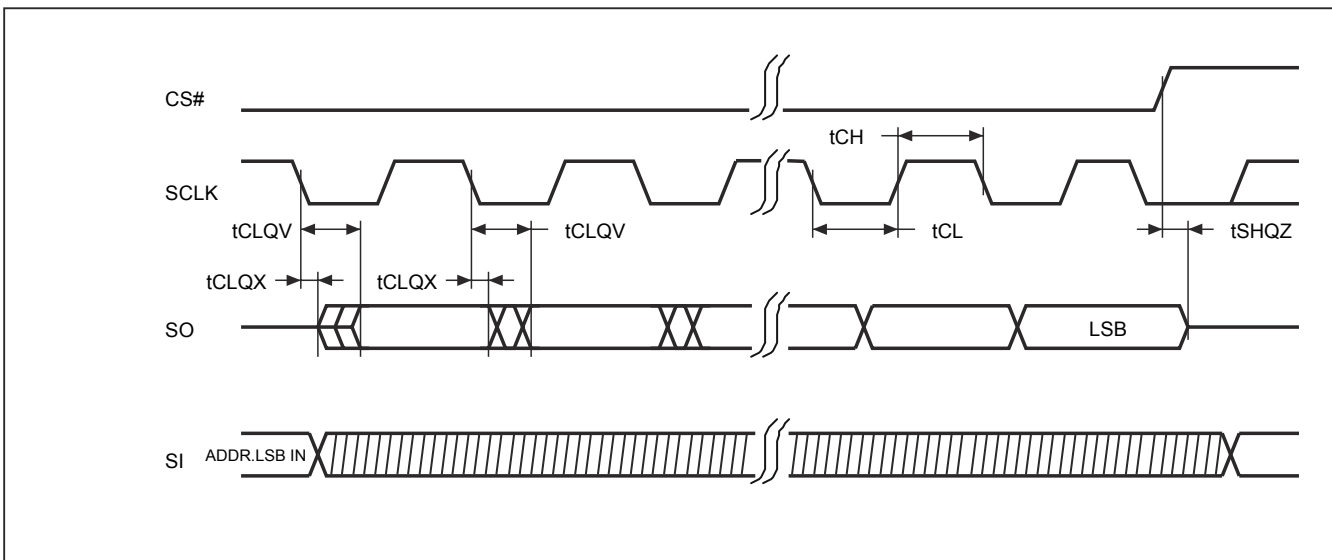 CS#
tCH
SCLK
tCLQV
tCLQV
tCL
tSHQZ
tCLQX
tCLQX
SO
LSB
SI
ADDR.LSB IN